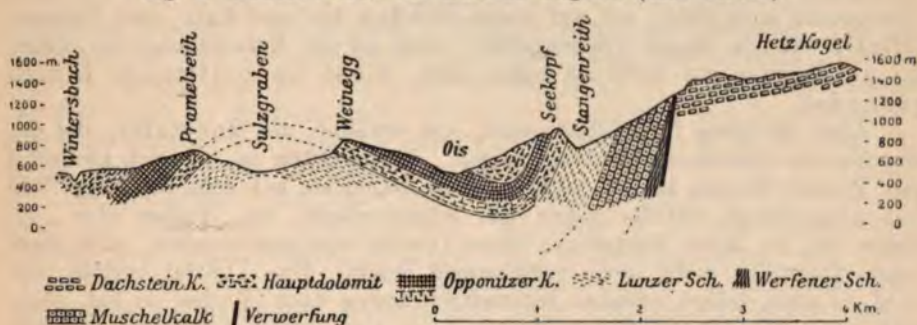 Wintersbach
Pramelreith
Sulzgraben
Weinegg
Ois
Seekopf
Stangenreith
Hetz Kogel
1600-m.
1400-
1200-
1000-
800-
600-
400-
200-
0-
-1600 m
-1400
-1200
-1000
-800
-600
-400
-200
-0
Dachstein K. Hauptdolomit Opponitzer K. Lunzer Sch. Werfener Sch.
Muschelkalk Verwerfung 0 1 2 3 4 Km.